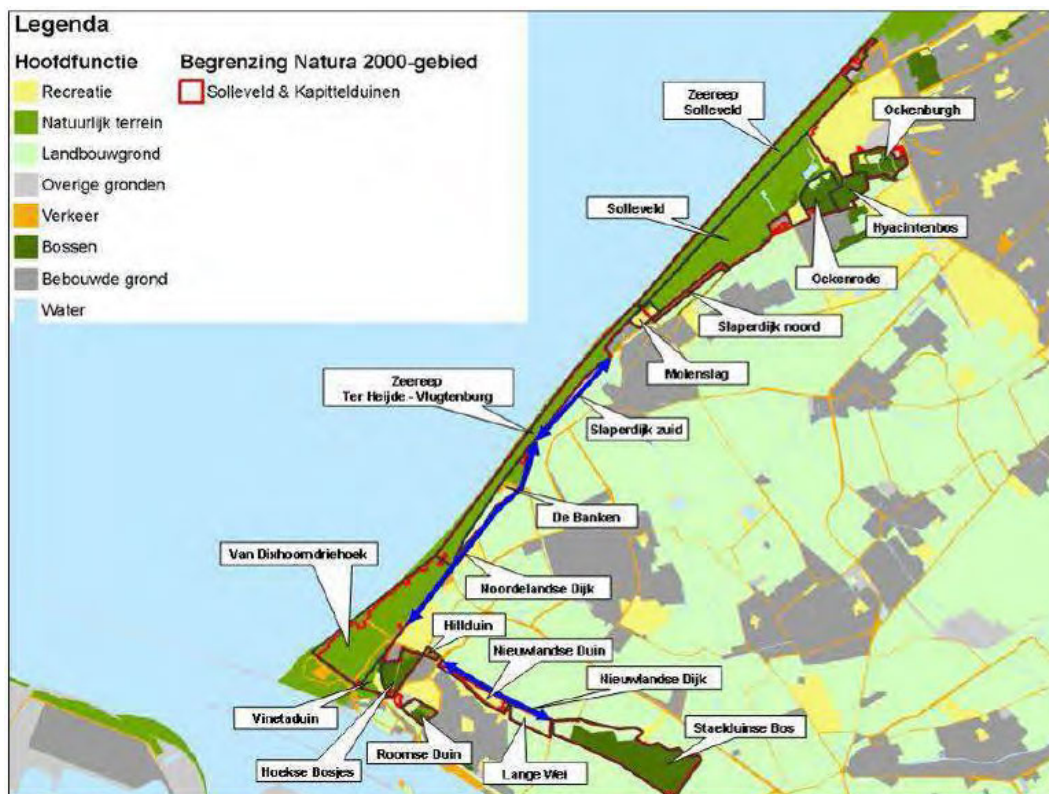 Legenda
Hoofdfunctie
Recreatie
Natuurlijk terrein
Landbouwgrond
Overige gronden
Verkeer
Bossen
Bebouwde grond
Water
Begrenzing Natura 2000-gebied
Solleveld & Kapittelduinen
Zeereep
Solleveld
Ockenburgh
Solleveld
Hyacintenbos
Ockenrode
Slaperdijk noord
Molenslag
Zeereep
Ter Heijde - Vlugtenburg
Slaperdijk zuid
De Banken
Van Dixhoorndriehoek
Noordelandse Dijk
Hillduin
Nieuwlandse Duin
Nieuwlandse Dijk
Vinetaduin
Staelduinse Bos
Roomse Duin
Hoekse Bosjes
Lange Wei